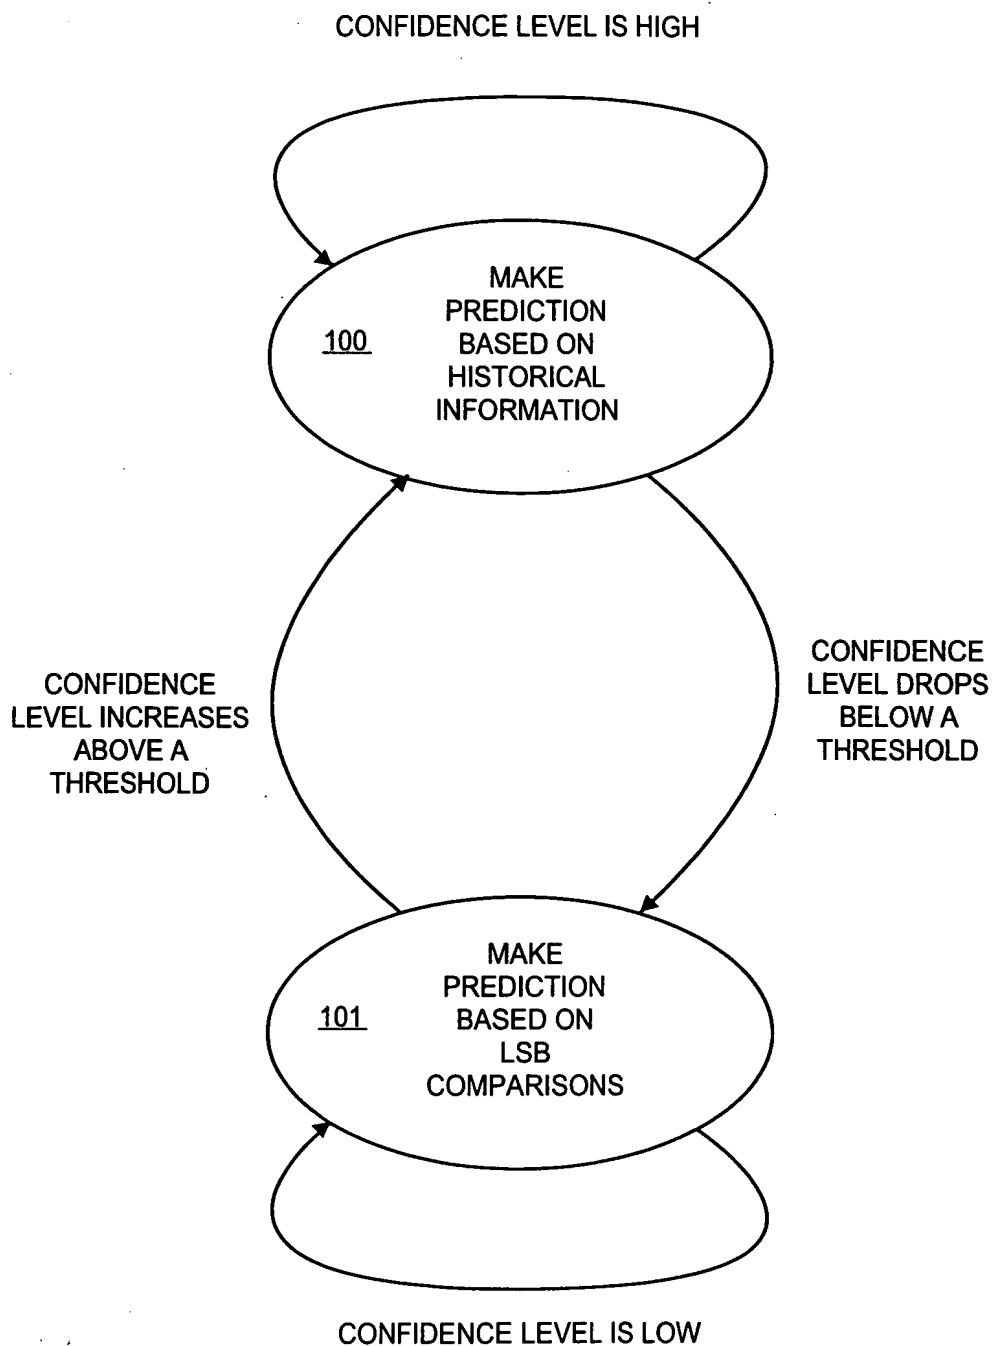 CONFIDENCE LEVEL IS HIGH
100
MAKE
PREDICTION
BASED ON
HISTORICAL
INFORMATION
CONFIDENCE
LEVEL INCREASES
ABOVE A
THRESHOLD
CONFIDENCE
LEVEL DROPS
BELOW A
THRESHOLD
101
MAKE
PREDICTION
BASED ON
LSB
COMPARISONS
CONFIDENCE LEVEL IS LOW